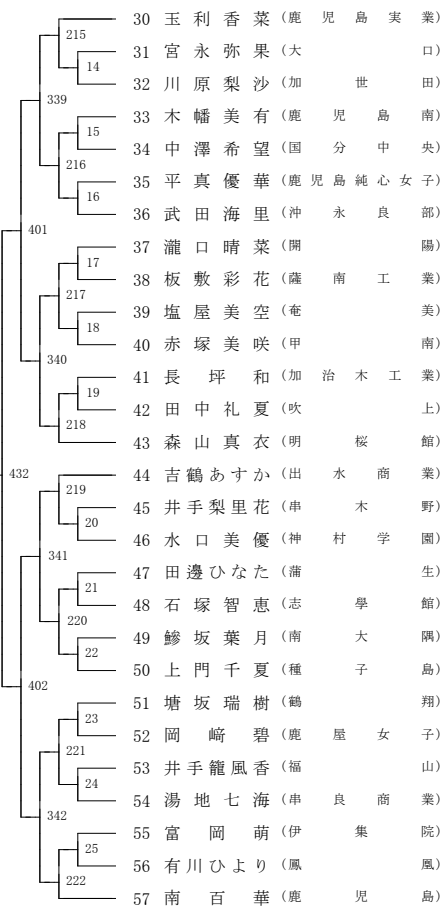 215
14
339
15
216
16
401
17
217
18
340
19
218
432
219
20
341
21
220
22
402
23
221
24
342
25
222
30 玉利香菜 (鹿児島実業)
31 宮永弥果 (大口)
32 川原梨沙 (加世田)
33 木幡美有 (鹿児島南)
34 中澤希望 (国分中央)
35 平真優華 (鹿児島純心女子)
36 武田海里 (沖永良部)
37 瀧口晴菜 (開陽)
38 板敷彩花 (薩南工業)
39 塩屋美空 (奄美)
40 赤塚美咲 (甲南)
41 長坪和 (加治木工業)
42 田中礼夏 (吹上)
43 森山真衣 (明桜館)
44 吉鶴あすか (出水商業)
45 井手梨里花 (串木野)
46 水口美優 (神村学園)
47 田邊ひなた (蒲生)
48 石塚智恵 (志學館)
49 鰺坂葉月 (南大隅)
50 上門千夏 (種子島)
51 塘坂瑞樹 (鶴翔)
52 岡﨑碧 (鹿屋女子)
53 井手籠風香 (福山)
54 湯地七海 (串良商業)
55 富岡萌 (伊集院)
56 有川ひより (鳳凰)
57 南百華 (鹿児島)